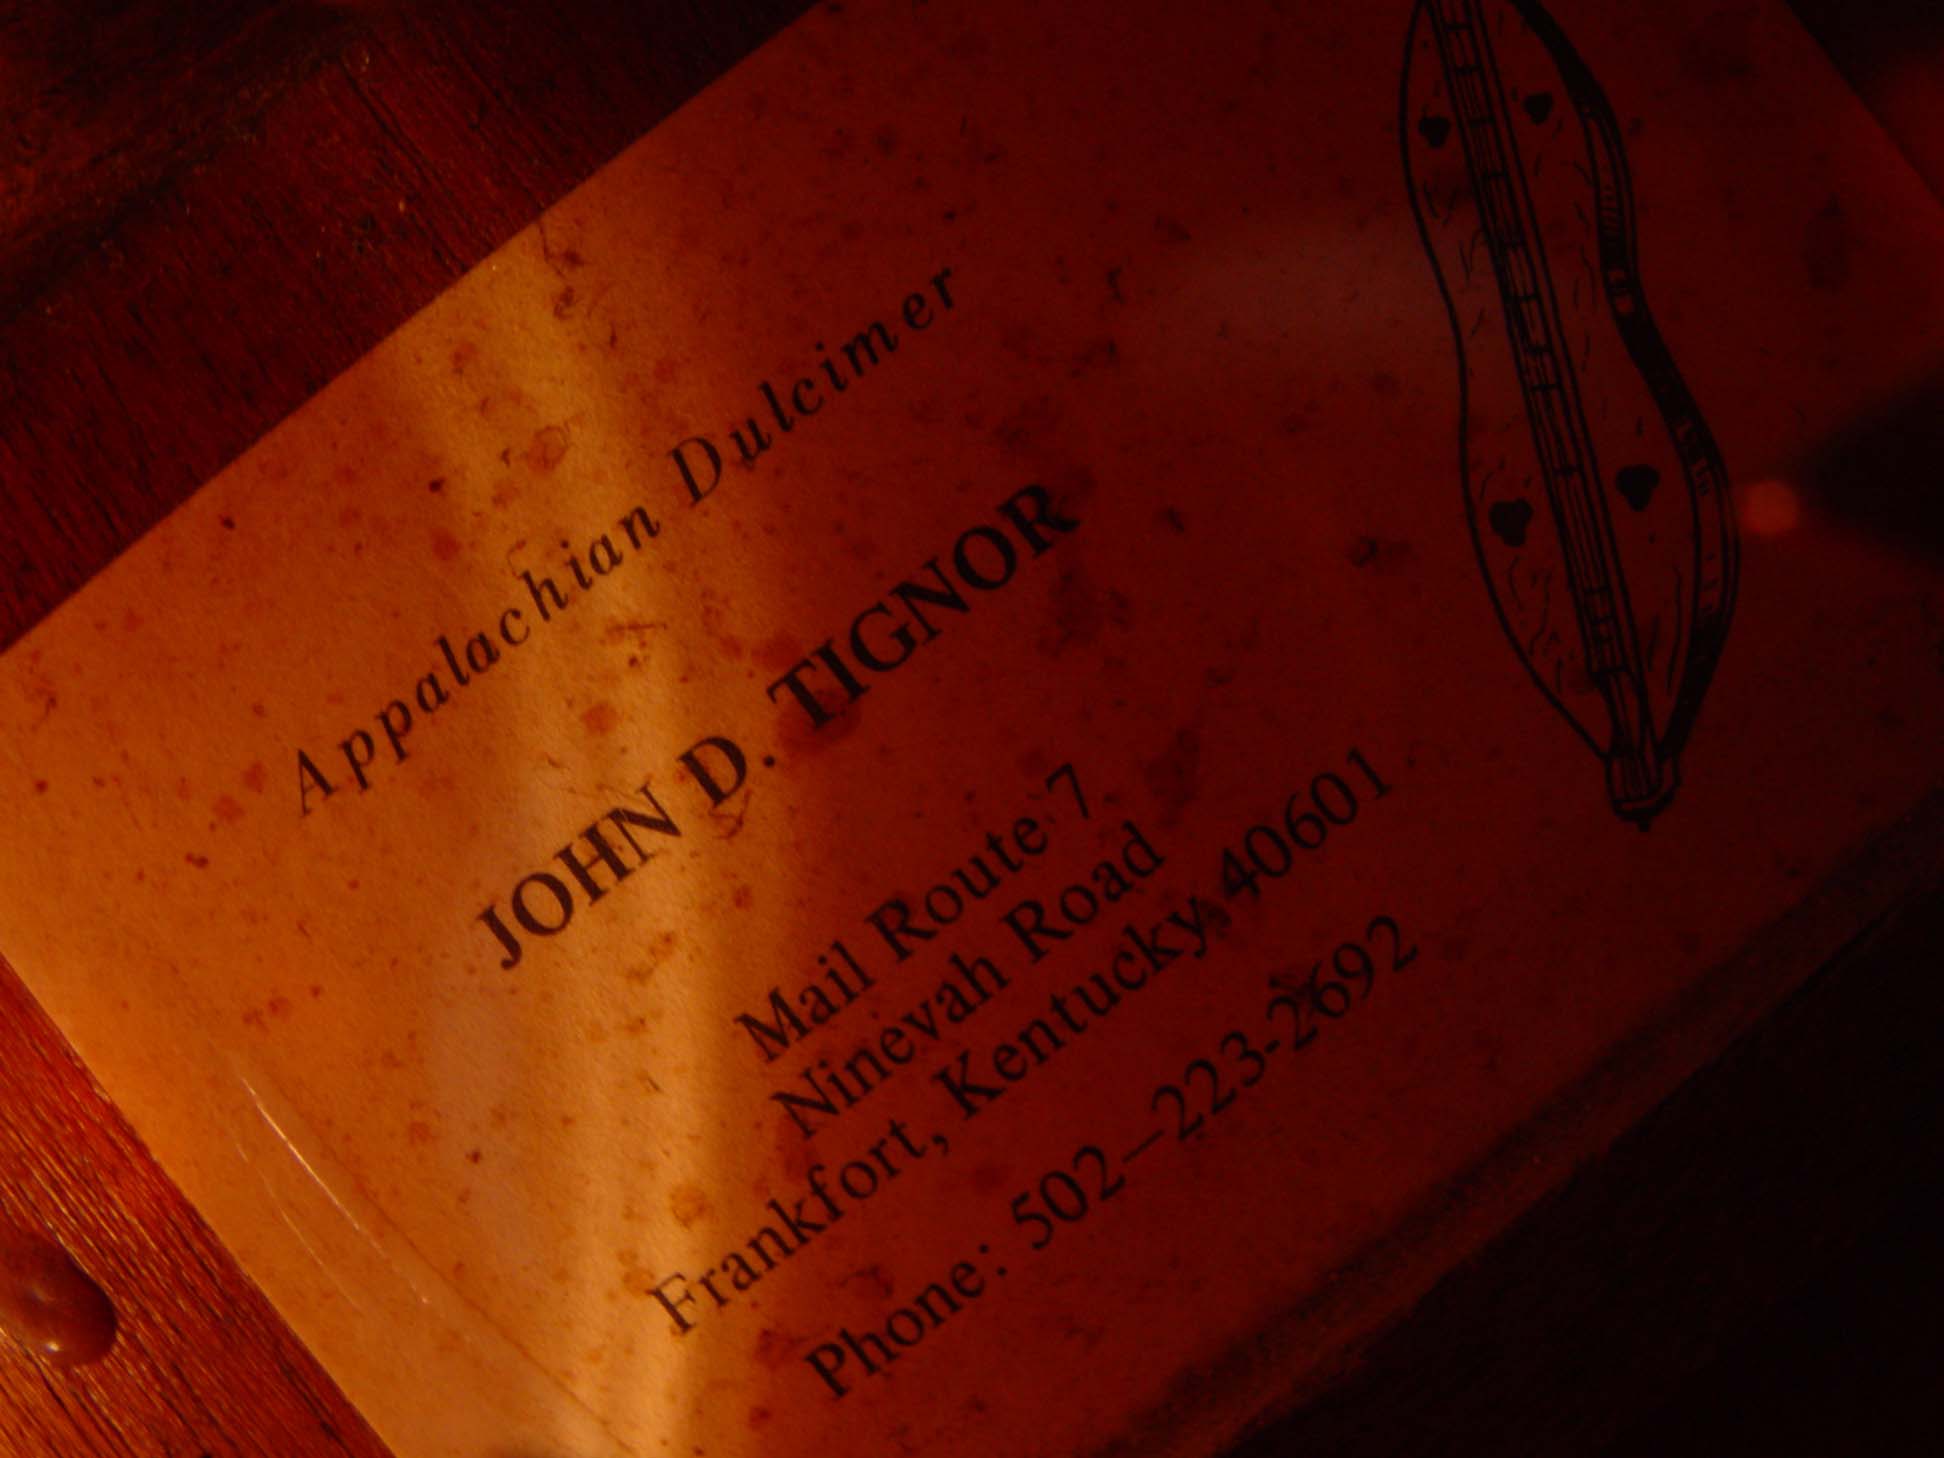 Appalachian Dulcimer
JOHN D. TIGNOR
Mail Route 7
Ninevah Road
Frankfort, Kentucky 40601
Phone: 502—223-2692